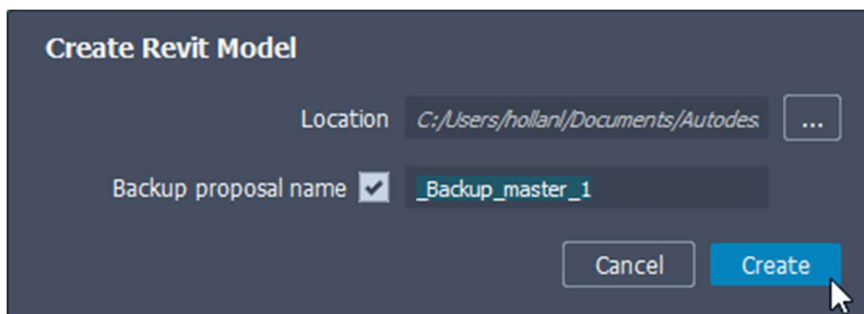 Create Revit Model
Location C:/Users/hollanl/Documents/Autodes
...
Backup proposal name _Backup_master_1
Cancel Create